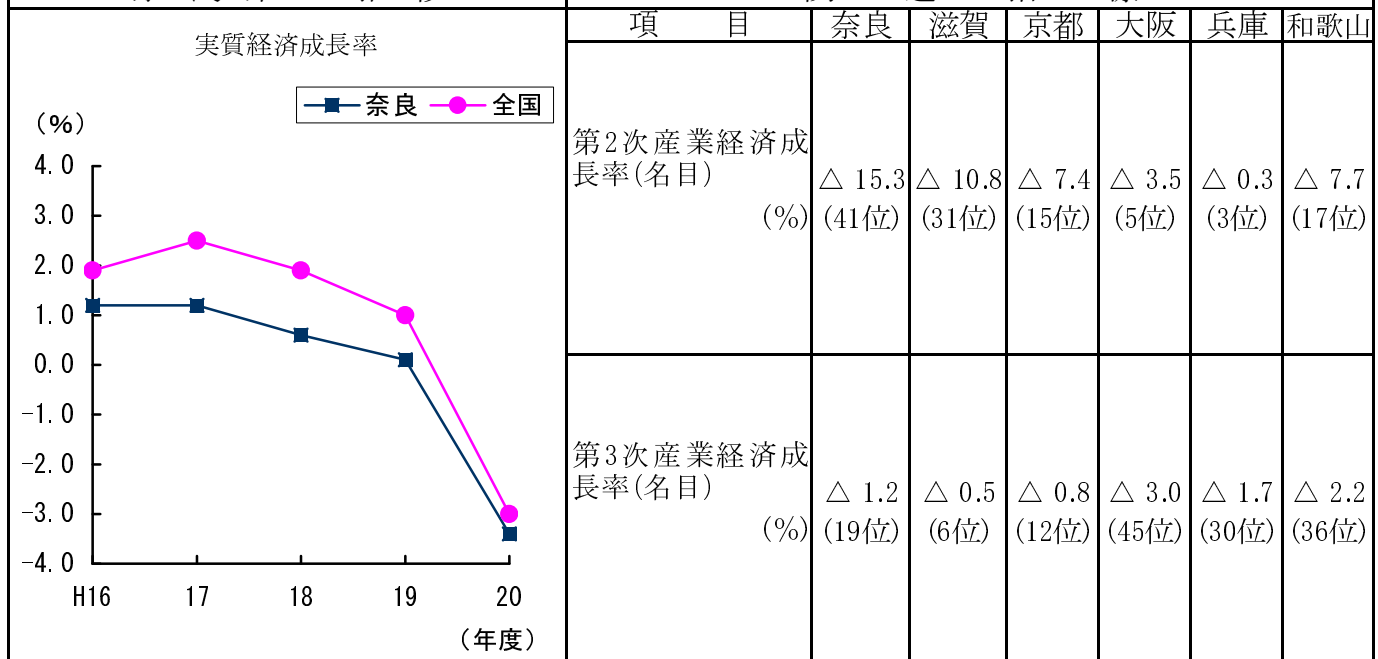 実質経済成長率
奈良 全国
(%)
4.0
3.0
2.0
1.0
0.0
-1.0
-2.0
-3.0
-4.0
H16 17 18 19 20
(年度)
項 目 奈良 滋賀 京都 大阪 兵庫 和歌山
第2次産業経済成
長率(名目)
△ 15.3 △ 10.8 △ 7.4 △ 3.5 △ 0.3 △ 7.7
(%) (41位) (31位) (15位) (5位) (3位) (17位)
第3次産業経済成
長率(名目)
△ 1.2 △ 0.5 △ 0.8 △ 3.0 △ 1.7 △ 2.2
(%) (19位) (6位) (12位) (45位) (30位) (36位)